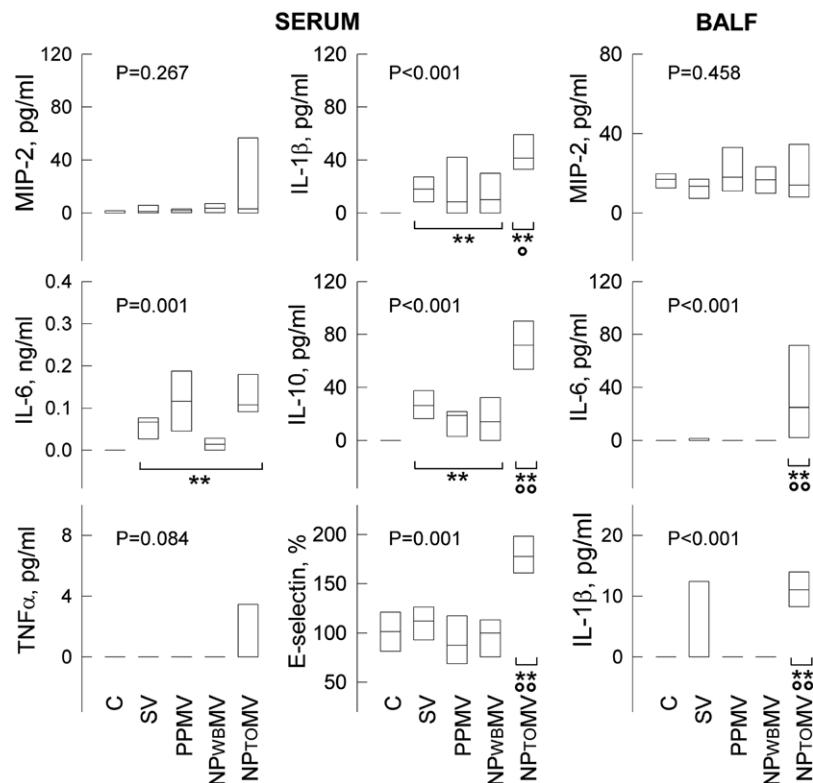 SERUM
BALF
MIP-2, pg/ml
120
80
40
0
P=0.267
IL-1β, pg/ml
120
80
40
0
P<0.001
**
**
°
MIP-2, pg/ml
80
40
0
P=0.458
IL-6, ng/ml
0.4
0.3
0.2
0.1
0.0
P=0.001
**
IL-10, pg/ml
120
80
40
0
P<0.001
**
**
°°
IL-6, pg/ml
120
80
40
0
P<0.001
**
°°
TNFα, pg/ml
8
4
0
P=0.084
C
SV
PPMV
NPWBMV
NPTOMV
E-selectin, %
200
150
100
50
P=0.001
**
°°
C
SV
PPMV
NPWBMV
NPTOMV
IL-1β, pg/ml
20
10
0
P<0.001
**
°°
C
SV
PPMV
NPWBMV
NPTOMV